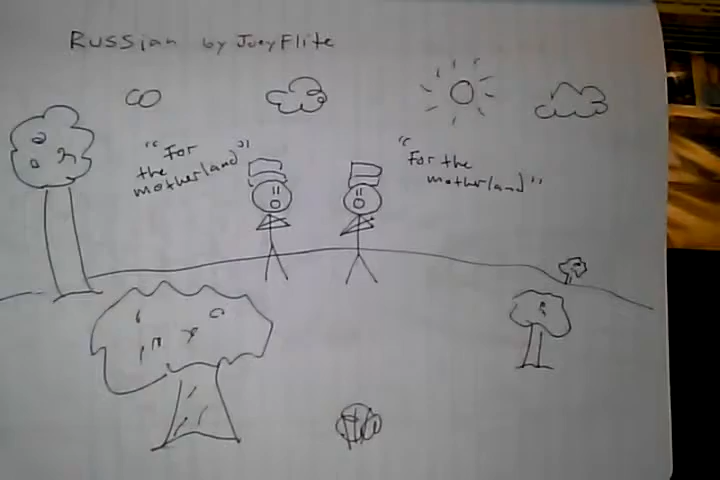 Russian by JoeyFlite
"For
the
motherland"
"For the
motherland"